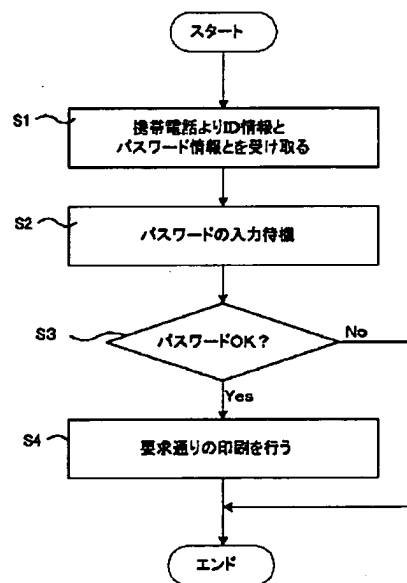 スタート
S1
携帯電話よりID情報と
パスワード情報とを受け取る
S2
パスワードの入力待機
S3
パスワードOK?
No
Yes
S4
要求通りの印刷を行う
エンド